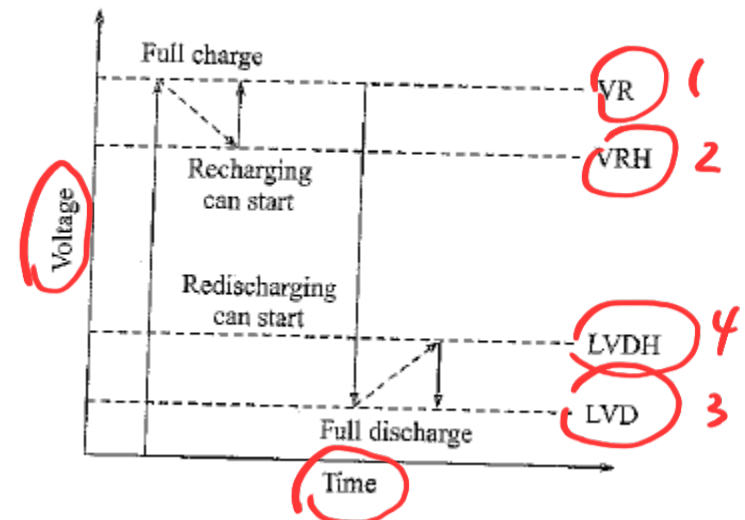 Full charge
VR
1
VRH
2
Recharging
can start
Voltage
Redischarging
can start
LVDH
4
LVD
3
Full discharge
Time